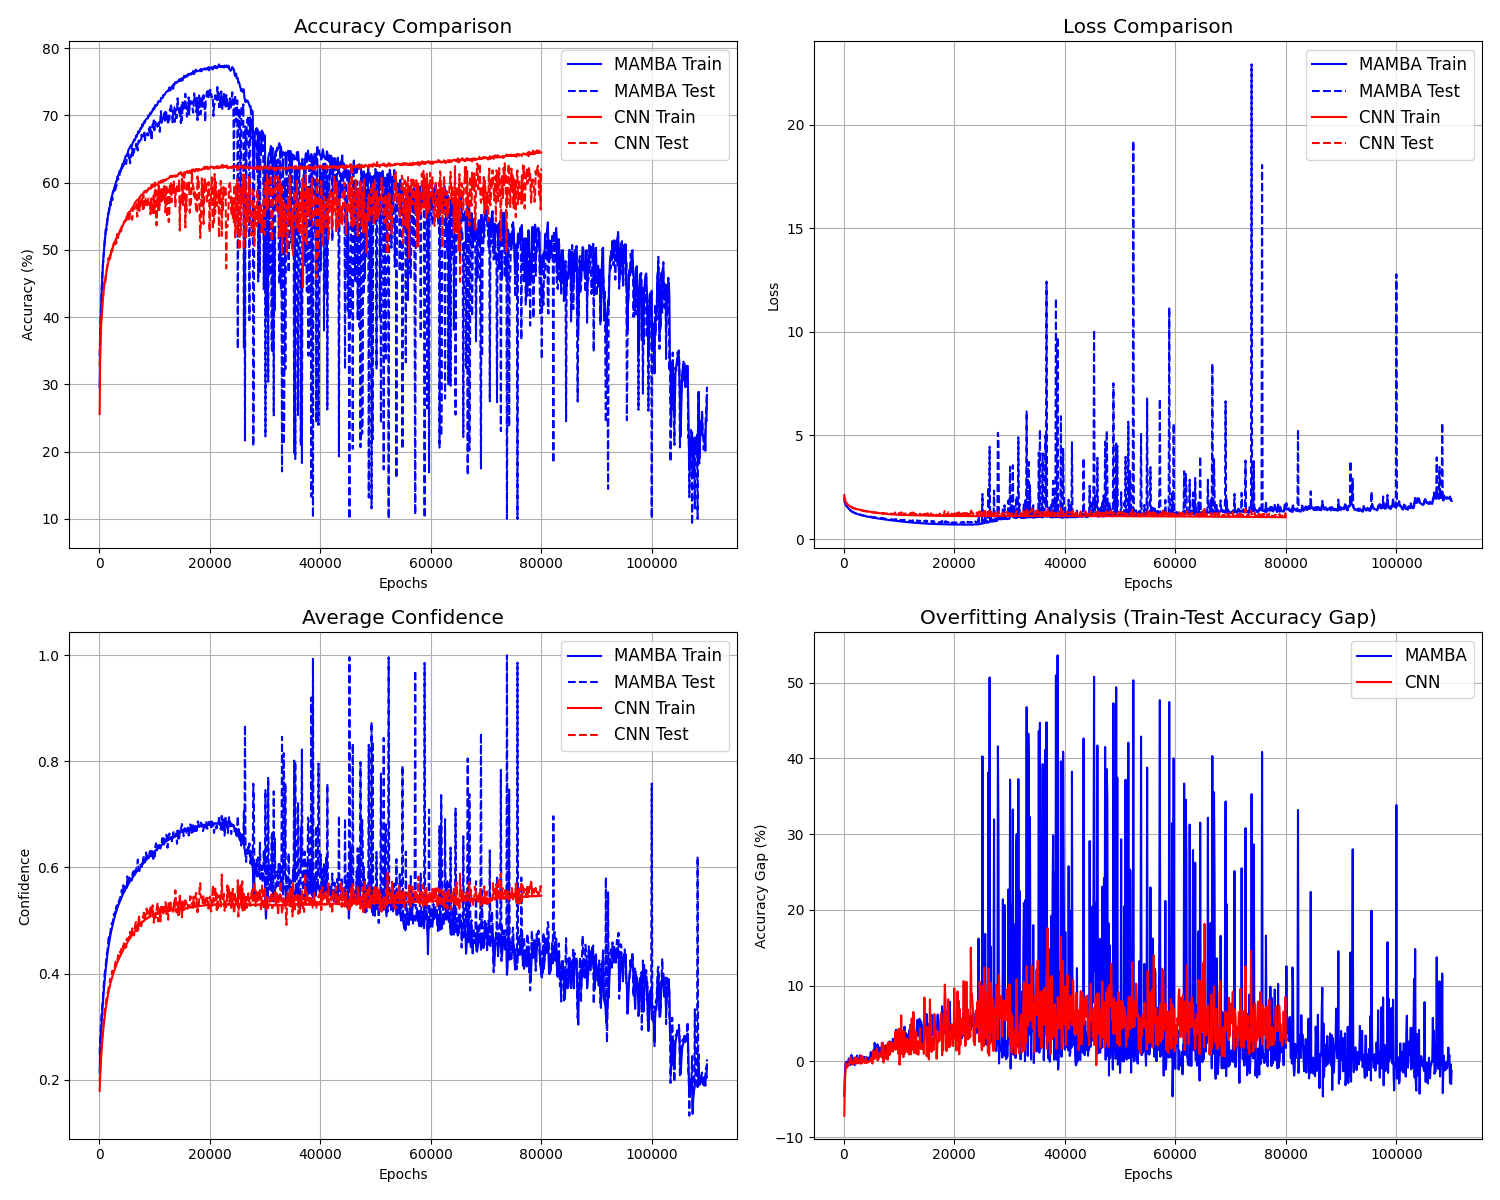 Accuracy Comparison
80
70
60
50
40
30
20
10
Accuracy (%)
0
20000
40000
60000
80000
100000
Epochs
MAMBA Train
MAMBA Test
CNN Train
CNN Test
Loss Comparison
20
15
10
5
0
Loss
0
20000
40000
60000
80000
100000
Epochs
MAMBA Train
MAMBA Test
CNN Train
CNN Test
Average Confidence
1.0
0.8
0.6
0.4
0.2
Confidence
0
20000
40000
60000
80000
100000
Epochs
MAMBA Train
MAMBA Test
CNN Train
CNN Test
Overfitting Analysis (Train-Test Accuracy Gap)
50
40
30
20
10
0
−10
Accuracy Gap (%)
0
20000
40000
60000
80000
100000
Epochs
MAMBA
CNN